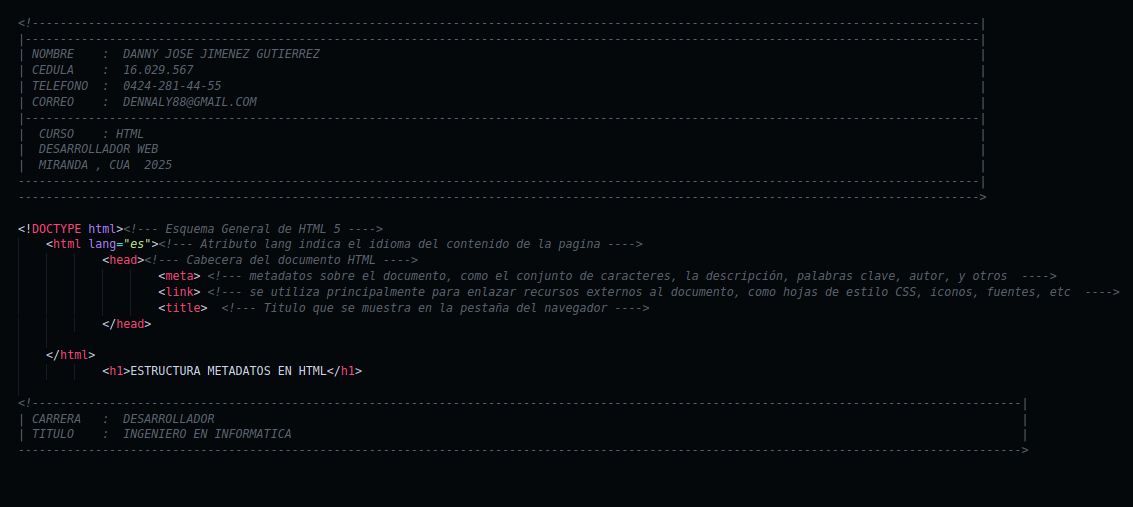 <!---------------------------------------------------------------------------------------------------------------------------------------|
|----------------------------------------------------------------------------------------------------------------------------------------|
| NOMBRE    :  DANNY JOSE JIMENEZ GUTIERREZ |
| CEDULA    :  16.029.567 |
| TELEFONO  :  0424-281-44-55 |
| CORREO    :  DENNALY88@GMAIL.COM |
|----------------------------------------------------------------------------------------------------------------------------------------|
|  CURSO    : HTML |
|  DESARROLLADOR WEB |
|  MIRANDA , CUA  2025 |
-----------------------------------------------------------------------------------------------------------------------------------------|
----------------------------------------------------------------------------------------------------------------------------------------->
<!DOCTYPE html><!--- Esquema General de HTML 5 ---->
<html lang="es"><!--- Atributo lang indica el idioma del contenido de la pagina ---->
<head><!--- Cabecera del documento HTML ---->
<meta> <!--- metadatos sobre el documento, como el conjunto de caracteres, la descripción, palabras clave, autor, y otros  ---->
<link> <!--- se utiliza principalmente para enlazar recursos externos al documento, como hojas de estilo CSS, iconos, fuentes, etc  ---->
<title>  <!--- Titulo que se muestra en la pestaña del navegador ---->
</head>
</html>
<h1>ESTRUCTURA METADATOS EN HTML</h1>
<!---------------------------------------------------------------------------------------------------------------------------------------------|
| CARRERA   :  DESARROLLADOR |
| TITULO    :  INGENIERO EN INFORMATICA |
----------------------------------------------------------------------------------------------------------------------------------------------->